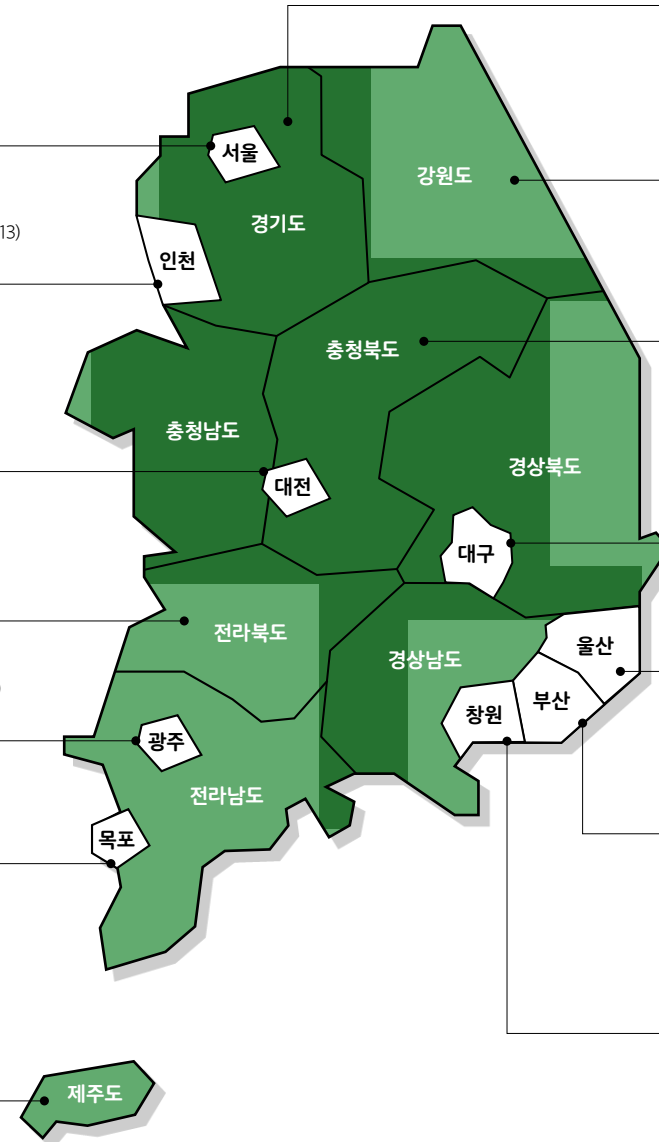 서울
강원도
경기도
13)
인천
충청북도
충청남도
경상북도
대전
대구
전라북도
울산
경상남도
)
부산
창원
광주
전라남도
목포
제주도